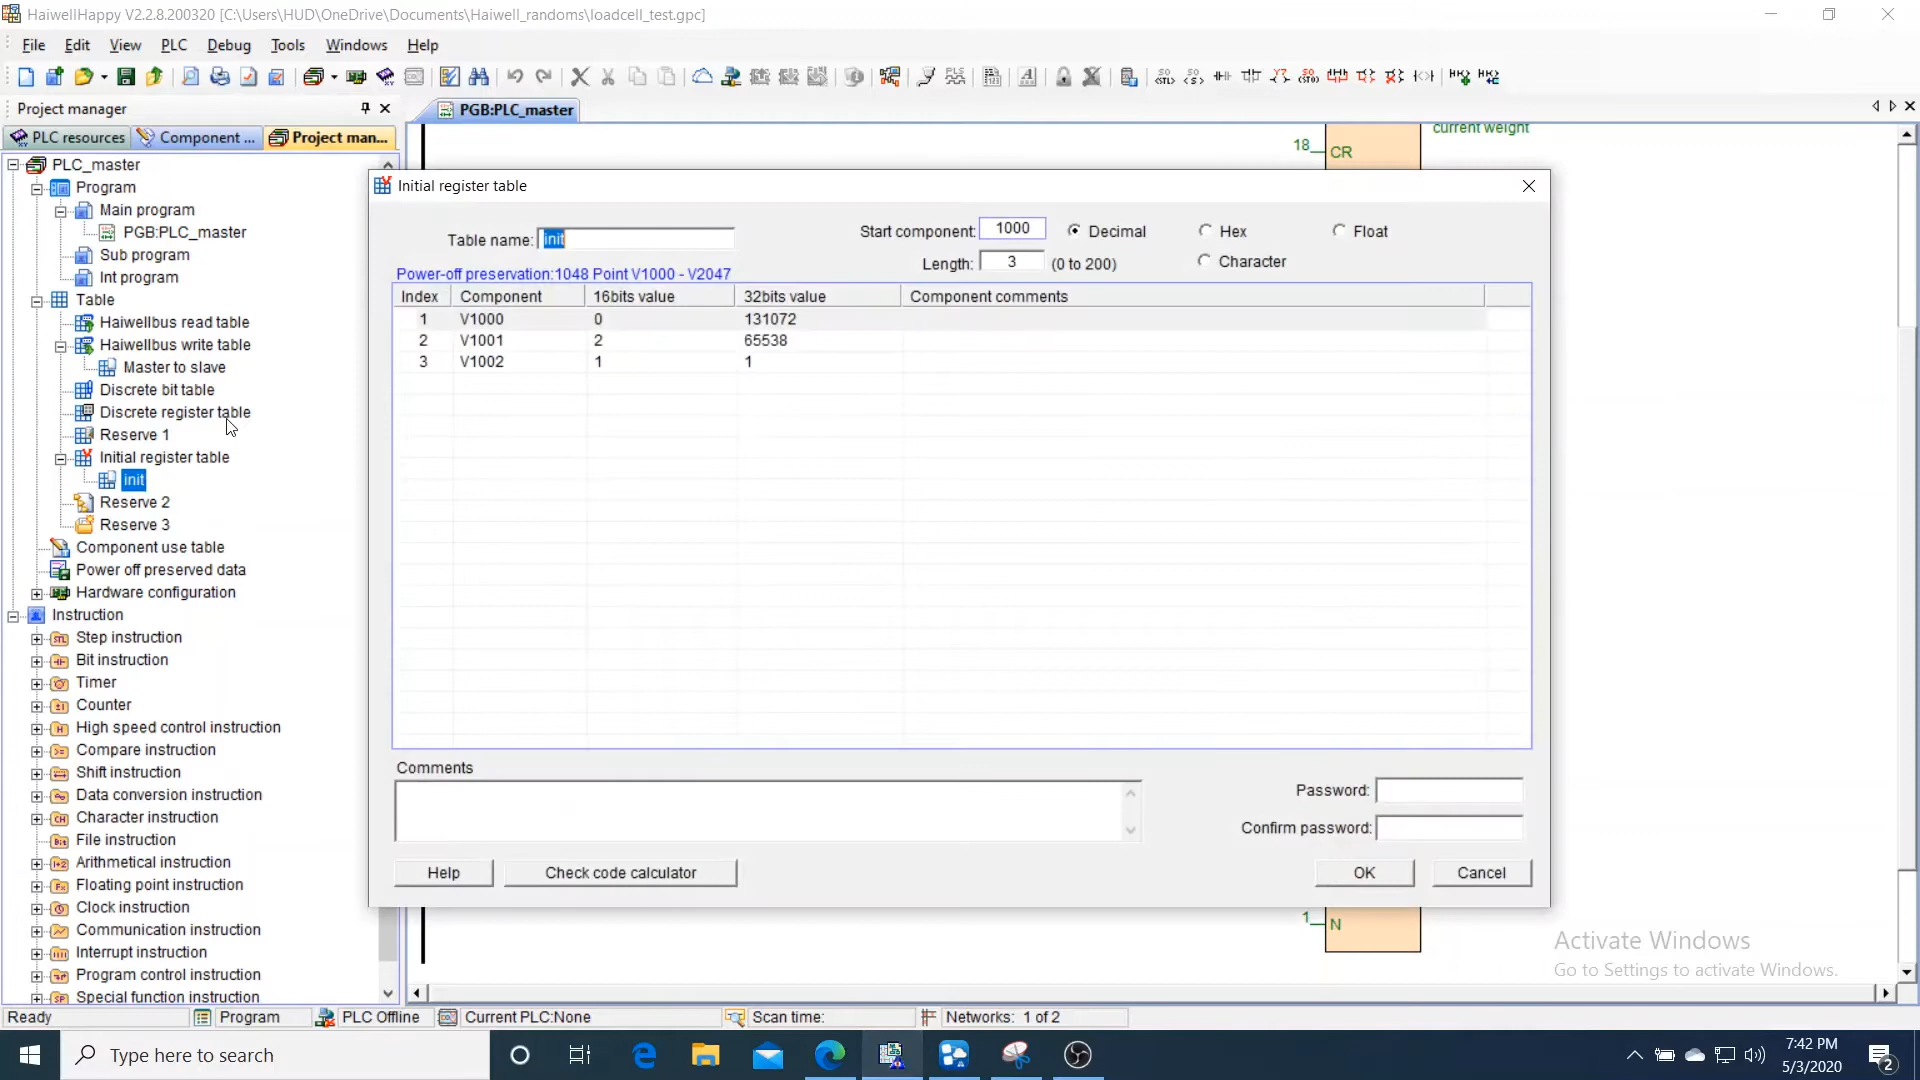 HaiwellHappy V2.2.8.200320 [C:\Users\HUD\OneDrive\Documents\Haiwell_randoms\loadcell_test.gpc]
File Edit View PLC Debug Tools Windows Help
Project manager
PGB:PLC_master
PLC resources Component ... Project man...
PLC_master
Program
Main program
PGB:PLC_master
Sub program
Int program
Table
Haiwellbus read table
Haiwellbus write table
Master to slave
Discrete bit table
Discrete register table
Reserve 1
Initial register table
init
Reserve 2
Reserve 3
Component use table
Power off preserved data
Hardware configuration
Instruction
Step instruction
Bit instruction
Timer
Counter
High speed control instruction
Compare instruction
Shift instruction
Data conversion instruction
Character instruction
File instruction
Arithmetical instruction
Floating point instruction
Clock instruction
Communication instruction
Interrupt instruction
Program control instruction
Special function instruction
current weight
18 CR
Initial register table
Table name: init
Start component: 1000 Decimal Hex Float
Length: 3 (0 to 200) Character
Power-off preservation:1048 Point V1000 - V2047
Index Component 16bits value 32bits value Component comments
1 V1000 0 131072
2 V1001 2 65538
3 V1002 1 1
Comments
Password:
Confirm password:
Help Check code calculator OK Cancel
1 N
Activate Windows
Go to Settings to activate Windows.
Ready Program PLC Offline Current PLC:None Scan time: Networks: 1 of 2
Type here to search
7:42 PM
5/3/2020
2